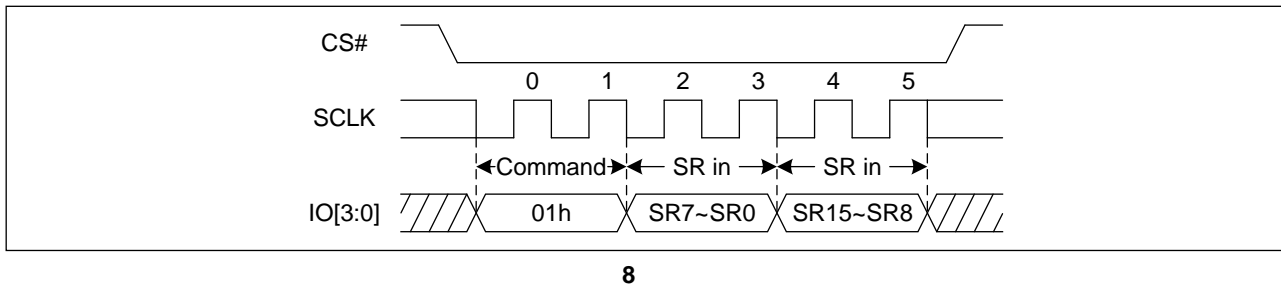 CS#
0 1 2 3 4 5
SCLK
Command SR in SR in
IO[3:0] 01h SR7~SR0 SR15~SR8
8